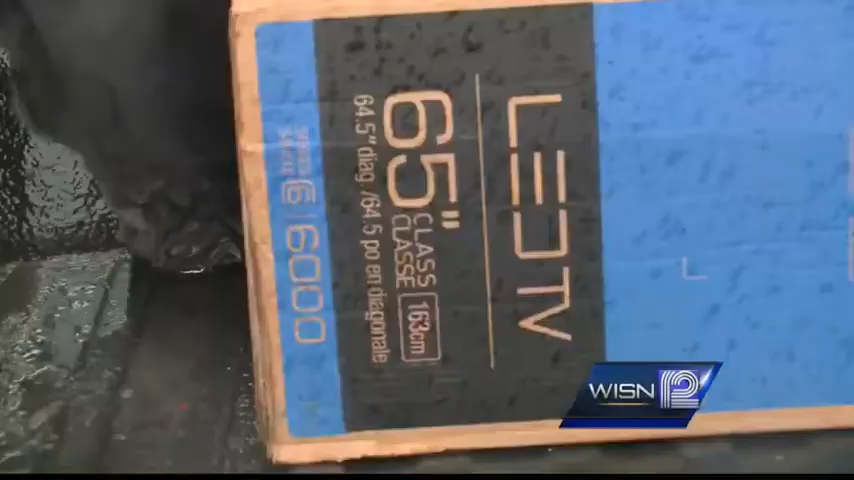 LED TV
65" CLASS
CLASSE 163cm
64.5" diag. / 64.5 po en diagonale
6 / 6000
WISN 12